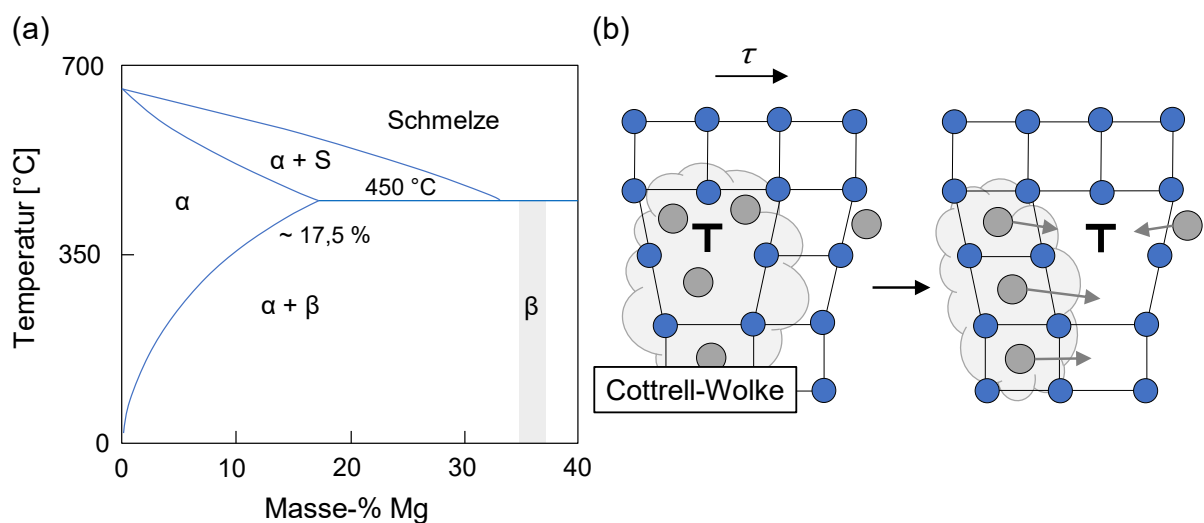 (a)
700
Schmelze
α + S
450 °C
α
~ 17,5 %
350
α + β
β
0
0
10
20
30
40
Temperatur [°C]
Masse-% Mg
(b)
τ
Cottrell-Wolke